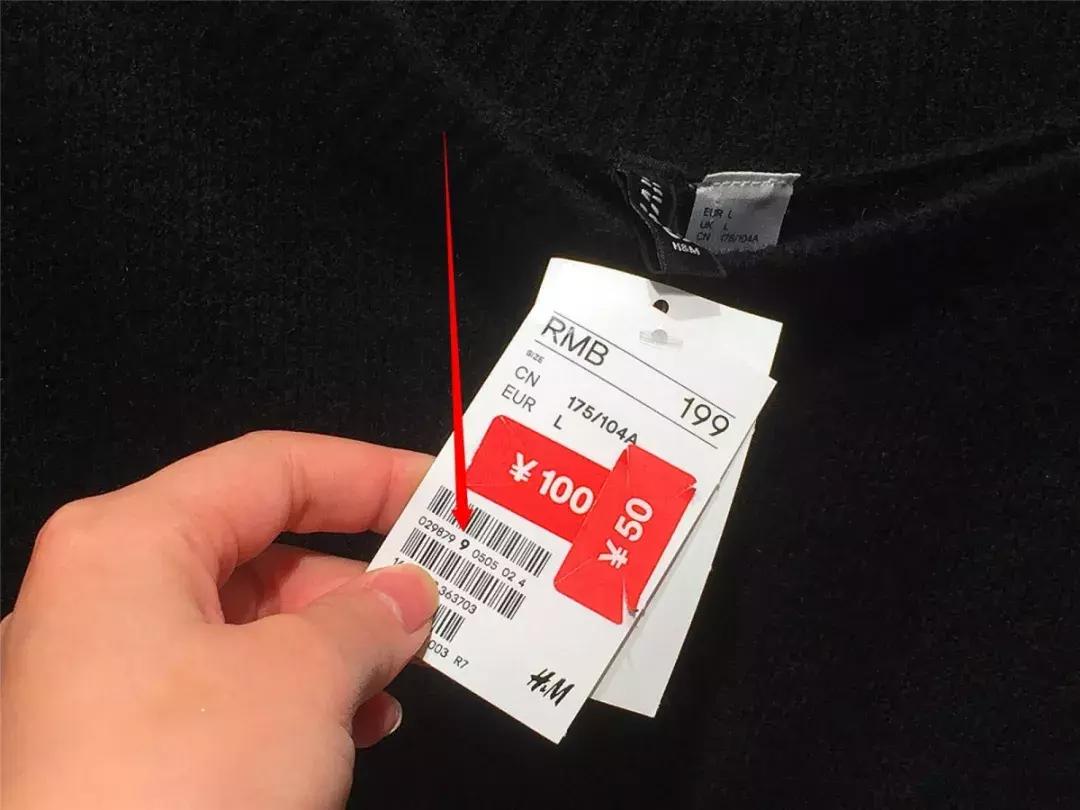 EUR L
UK L
CN 175/104A
H&M
RMB
199
SIZE
CN 175/104A
EUR L
¥100
¥50
029879 9 0505 02 4
363703
003 R7
H&M